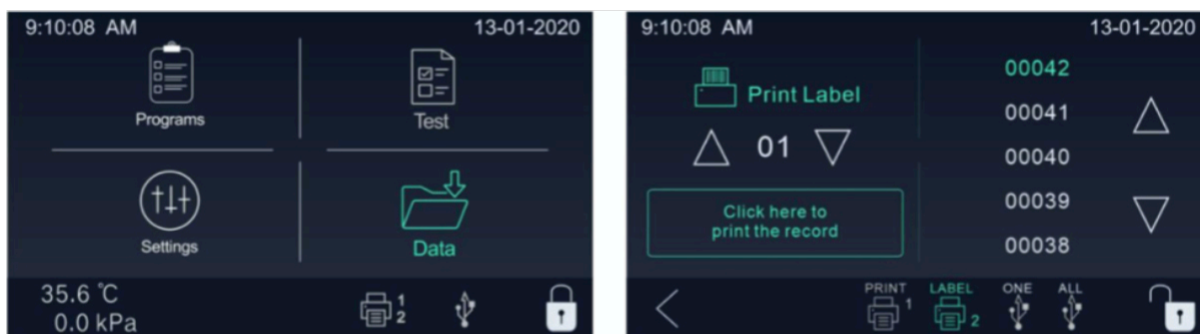 9:10:08 AM 13-01-2020
Programs
Test
Settings
Data
35.6 ℃
0.0 kPa
1
2
9:10:08 AM 13-01-2020
Print Label
01
Click here to
print the record
00042
00041
00040
00039
00038
PRINT 1
LABEL 2
ONE
ALL